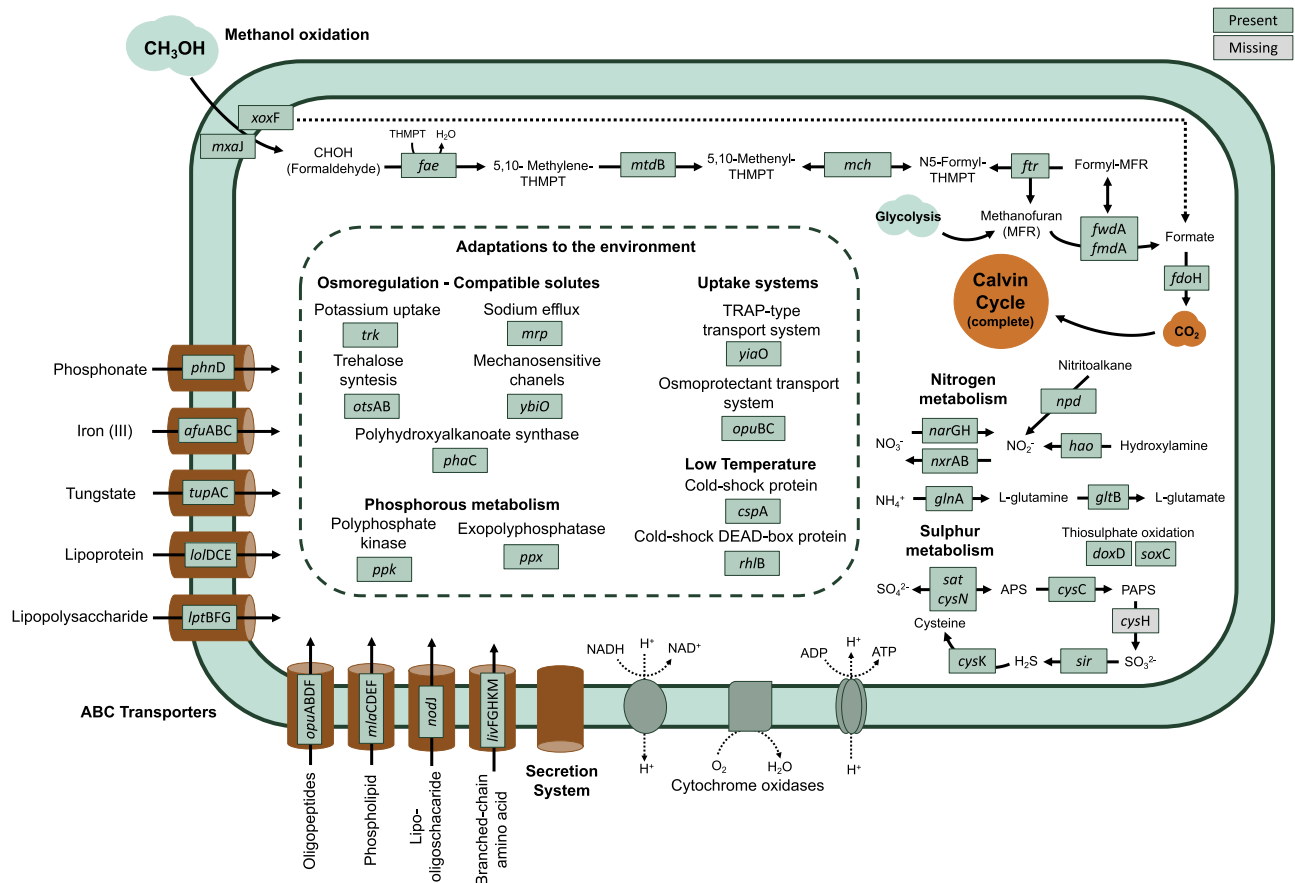 Present
Missing
Methanol oxidation
CH₃OH
xoxF
mxaJ
CHOH
(Formaldehyde)
THMPT
H₂O
fae
5,10- Methylene-
THMPT
mtdB
5,10-Methenyl-
THMPT
mch
N5-Formyl-
THMPT
ftr
Formyl-MFR
Glycolysis
Methanofuran
(MFR)
fwdA
fmdA
Formate
fdoH
CO₂
Calvin
Cycle
(complete)
Adaptations to the environment
Osmoregulation - Compatible solutes
Potassium uptake
trk
Sodium efflux
mrp
Trehalose
syntesis
otsAB
Mechanosensitive
chanels
ybiO
Polyhydroxyalkanoate synthase
phaC
Phosphorous metabolism
Polyphosphate
kinase
ppk
Exopolyphosphatase
ppx
Uptake systems
TRAP-type
transport system
yiaO
Osmoprotectant transport
system
opuBC
Low Temperature
Cold-shock protein
cspA
Cold-shock DEAD-box protein
rhlB
Nitrogen
metabolism
Nitritoalkane
npd
NO₃⁻
narGH
nxrAB
NO₂⁻
hao
Hydroxylamine
NH₄⁺
glnA
L-glutamine
gltB
L-glutamate
Sulphur
metabolism
Thiosulphate oxidation
doxD
soxC
SO₄²⁻
sat
cysN
APS
cysC
PAPS
cysH
SO₃²⁻
sir
H₂S
cysK
Cysteine
Phosphonate
phnD
Iron (III)
afuABC
Tungstate
tupAC
Lipoprotein
lolDCE
Lipopolysaccharide
lptBFG
ABC Transporters
opuABDF
Oligopeptides
mlaCDEF
Phospholipid
nodJ
Lipo-
oligoschacaride
livFGHKM
Branched-chain
amino acid
Secretion
System
NADH
H⁺
NAD⁺
H⁺
O₂
H₂O
Cytochrome oxidases
ADP
H⁺
ATP
H⁺